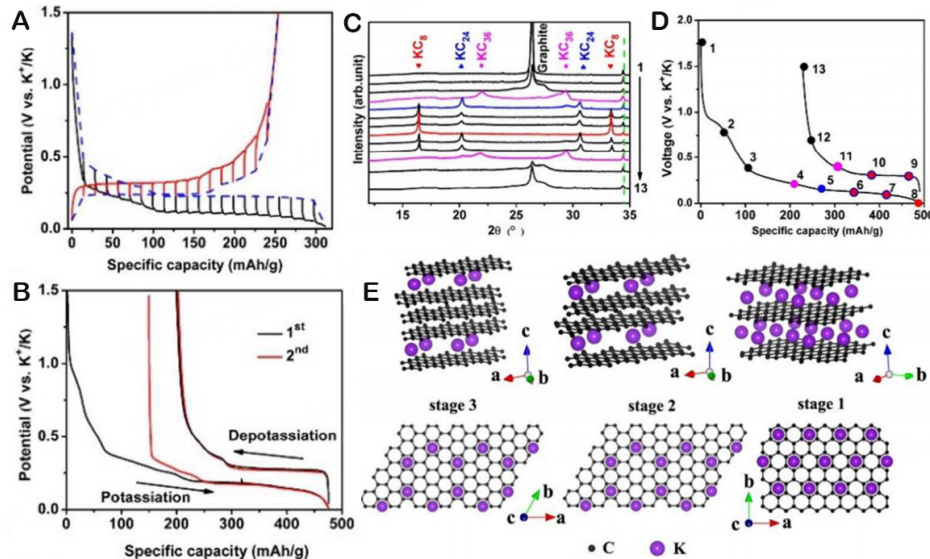 A
Potential (V vs. K⁺/K)
1.5
1.0
0.5
0.0
0 50 100 150 200 250 300
Specific capacity (mAh/g)
B
Potential (V vs. K⁺/K)
1.5
1.0
0.5
0.0
1ˢᵗ
2ⁿᵈ
Depotassiation
Potassiation
0 100 200 300 400 500
Specific capacity (mAh/g)
C
Intensity (arb.unit)
KC₈
KC₂₄
KC₃₆
Graphite
KC₃₆
KC₂₄
KC₈
1
13
15 20 25 30 35
2θ (°)
D
Voltage (V vs. K⁺/K)
2.0
1.5
1.0
0.5
0.0
1
2
3
4
5
6
7
8
9
10
11
12
13
0 100 200 300 400 500
Specific capacity (mAh/g)
E
c
a
b
c
a
b
c
a
b
stage 3
stage 2
stage 1
b
c
a
b
c
a
b
c
a
C
K